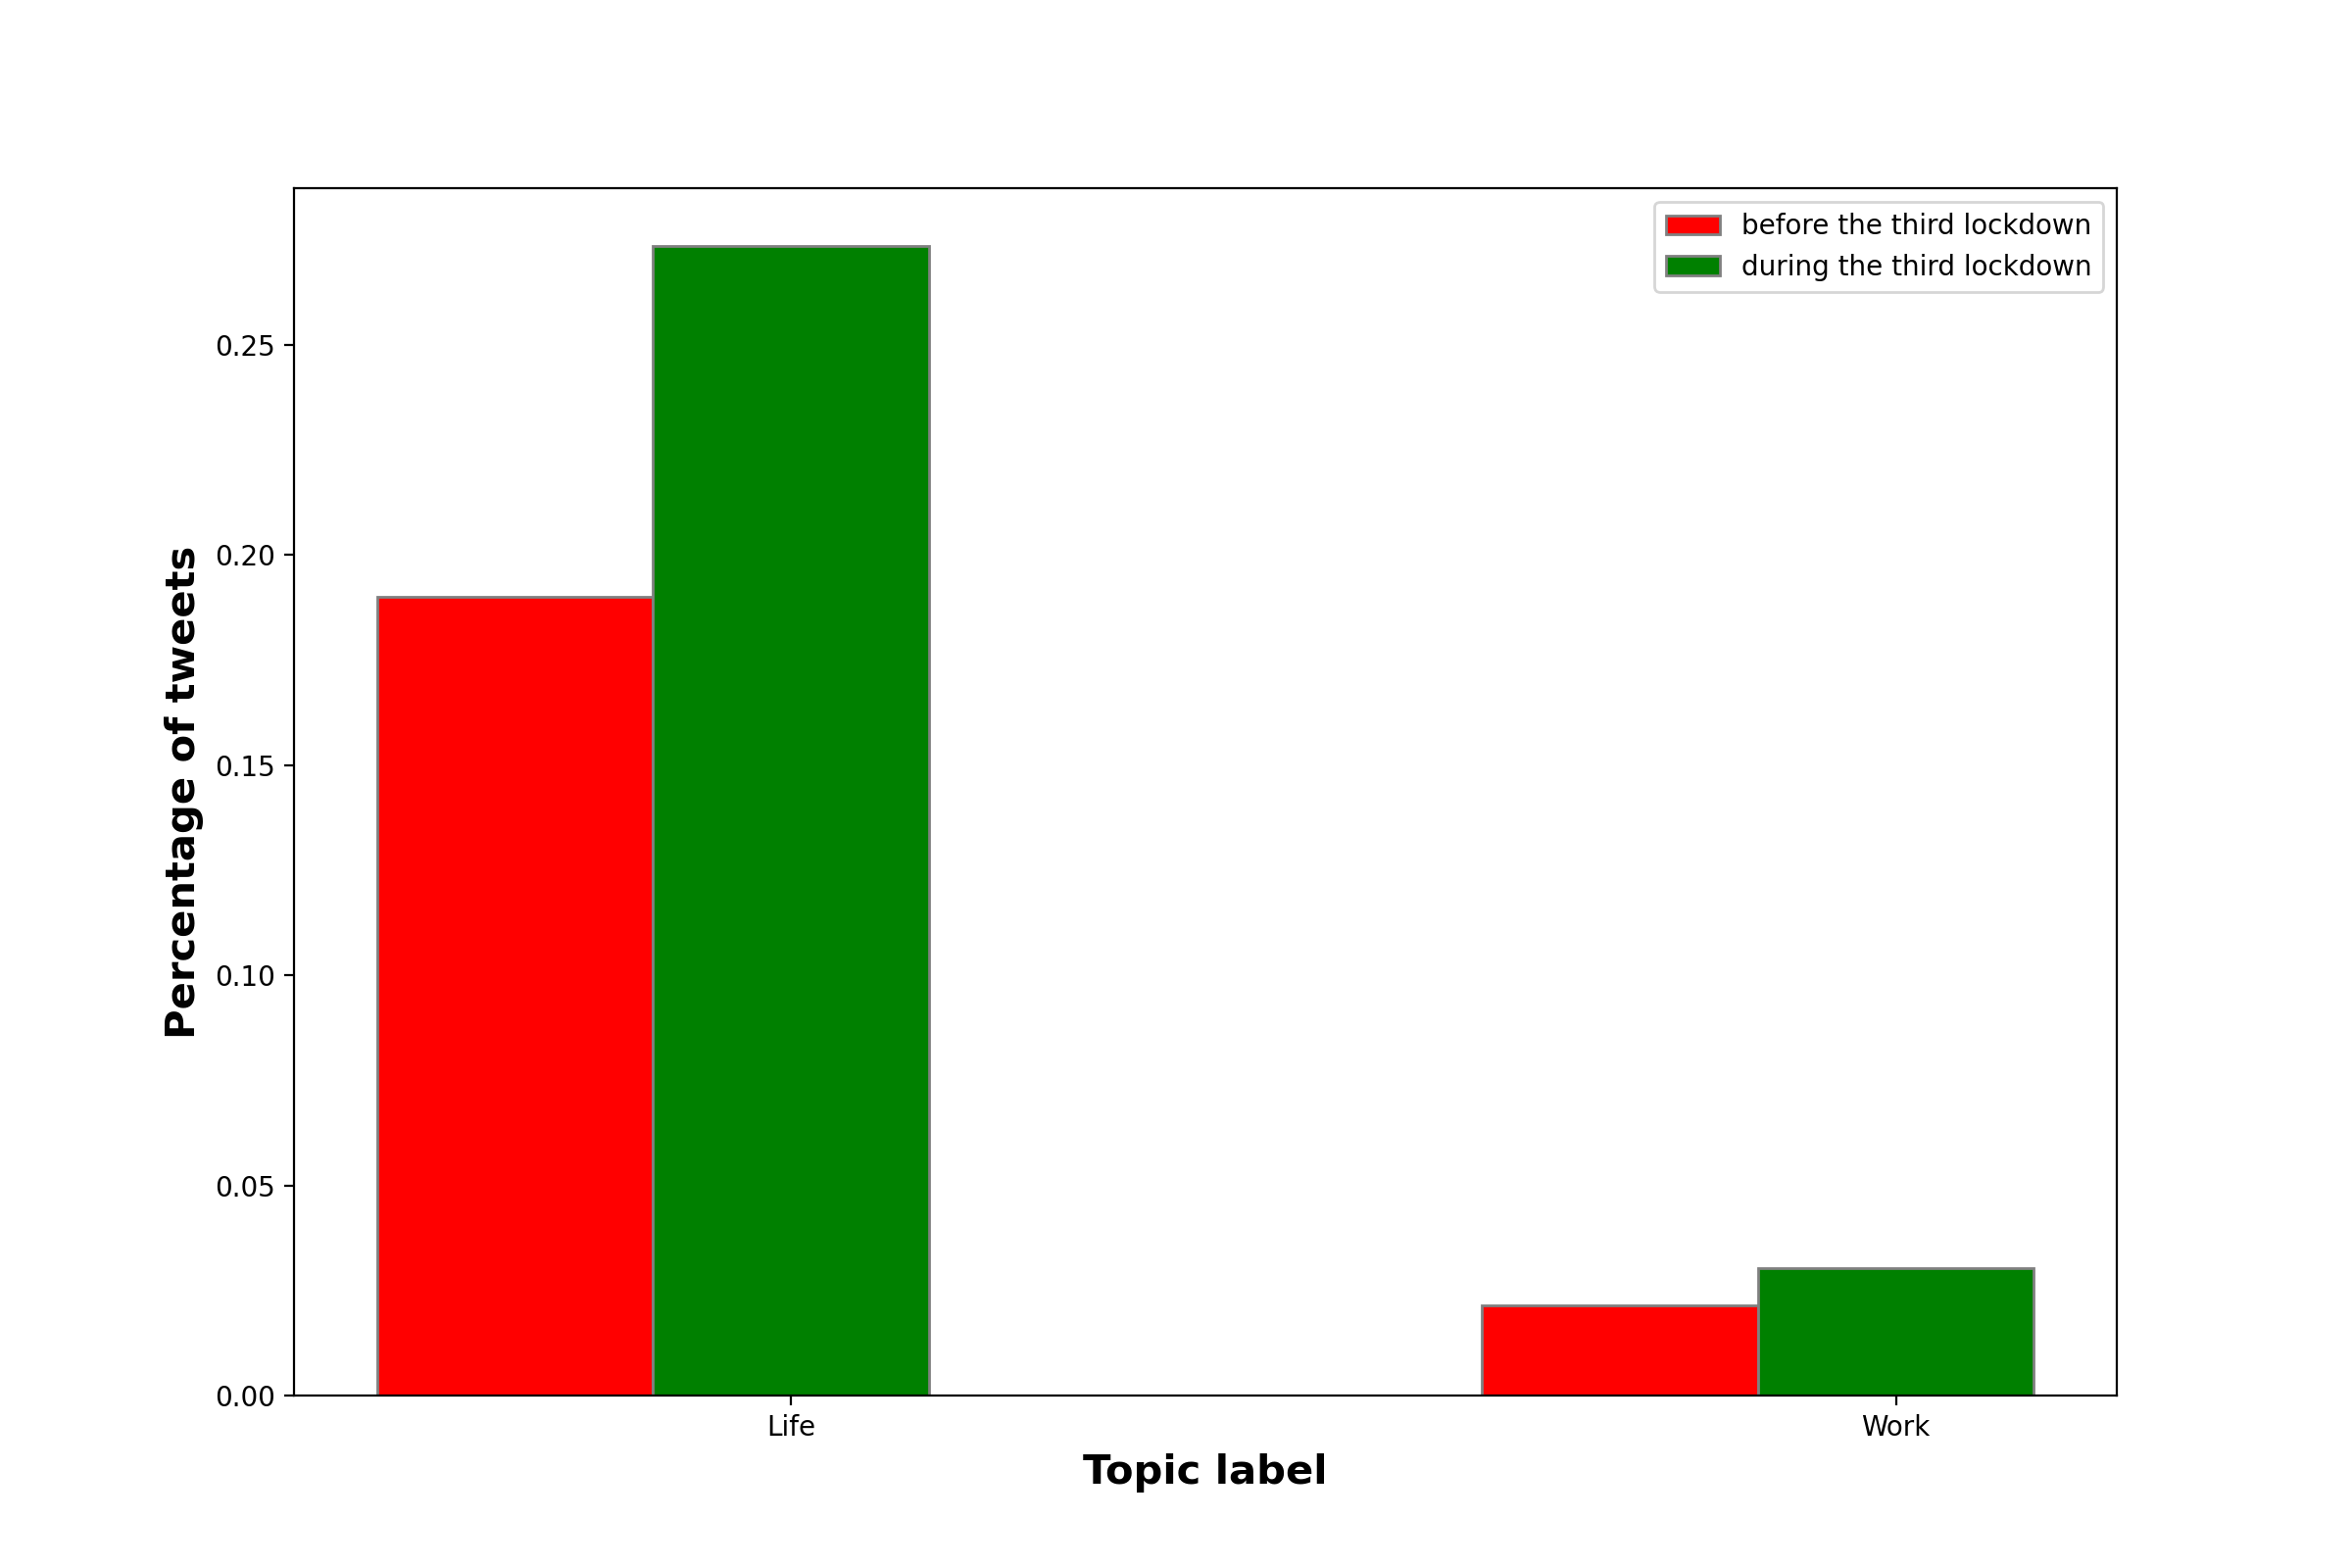 before the third lockdown
during the third lockdown
Percentage of tweets
0.25
0.20
0.15
0.10
0.05
0.00
Life
Work
Topic label